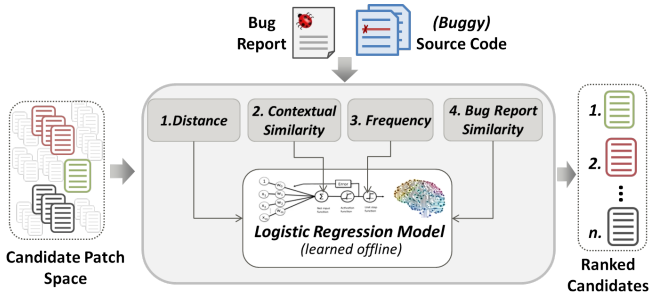 Bug
Report
(Buggy)
Source Code
1.Distance
2. Contextual
Similarity
3. Frequency
4. Bug Report
Similarity
Error
Logistic Regression Model
(learned offline)
Candidate Patch
Space
1.
2.
n.
Ranked
Candidates